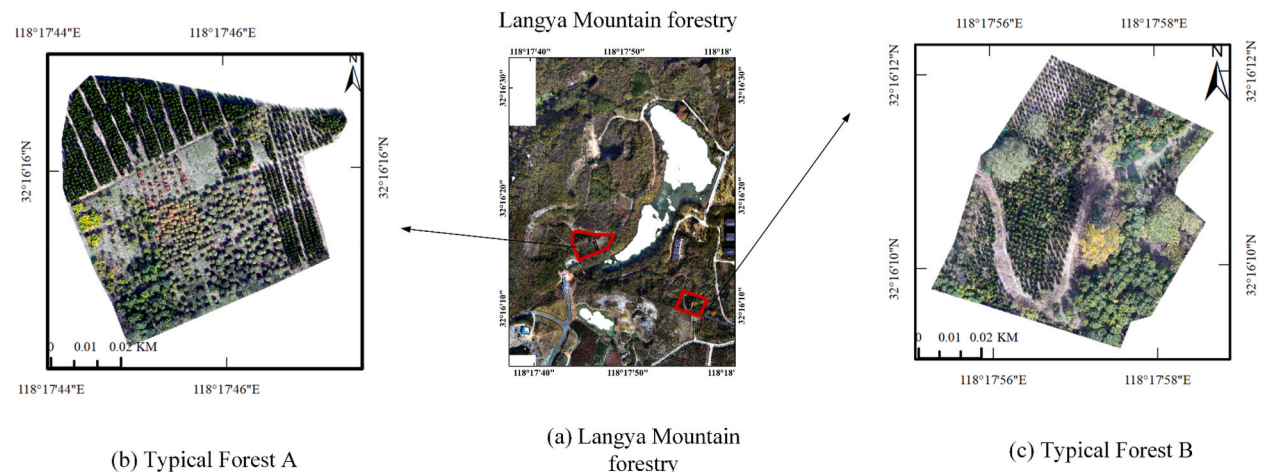 Langya Mountain forestry
118°17'44"E
118°17'46"E
N
32°16'16"N
32°16'16"N
0 0.01 0.02 KM
118°17'44"E
118°17'46"E
(b) Typical Forest A
118°17'40"
118°17'50"
118°18'
32°16'30"
32°16'30"
32°16'20"
32°16'20"
32°16'10"
32°16'10"
118°17'40"
118°17'50"
118°18'
(a) Langya Mountain
forestry
118°17'56"E
118°17'58"E
N
32°16'12"N
32°16'12"N
32°16'10"N
32°16'10"N
0 0.01 0.02 KM
118°17'56"E
118°17'58"E
(c) Typical Forest B